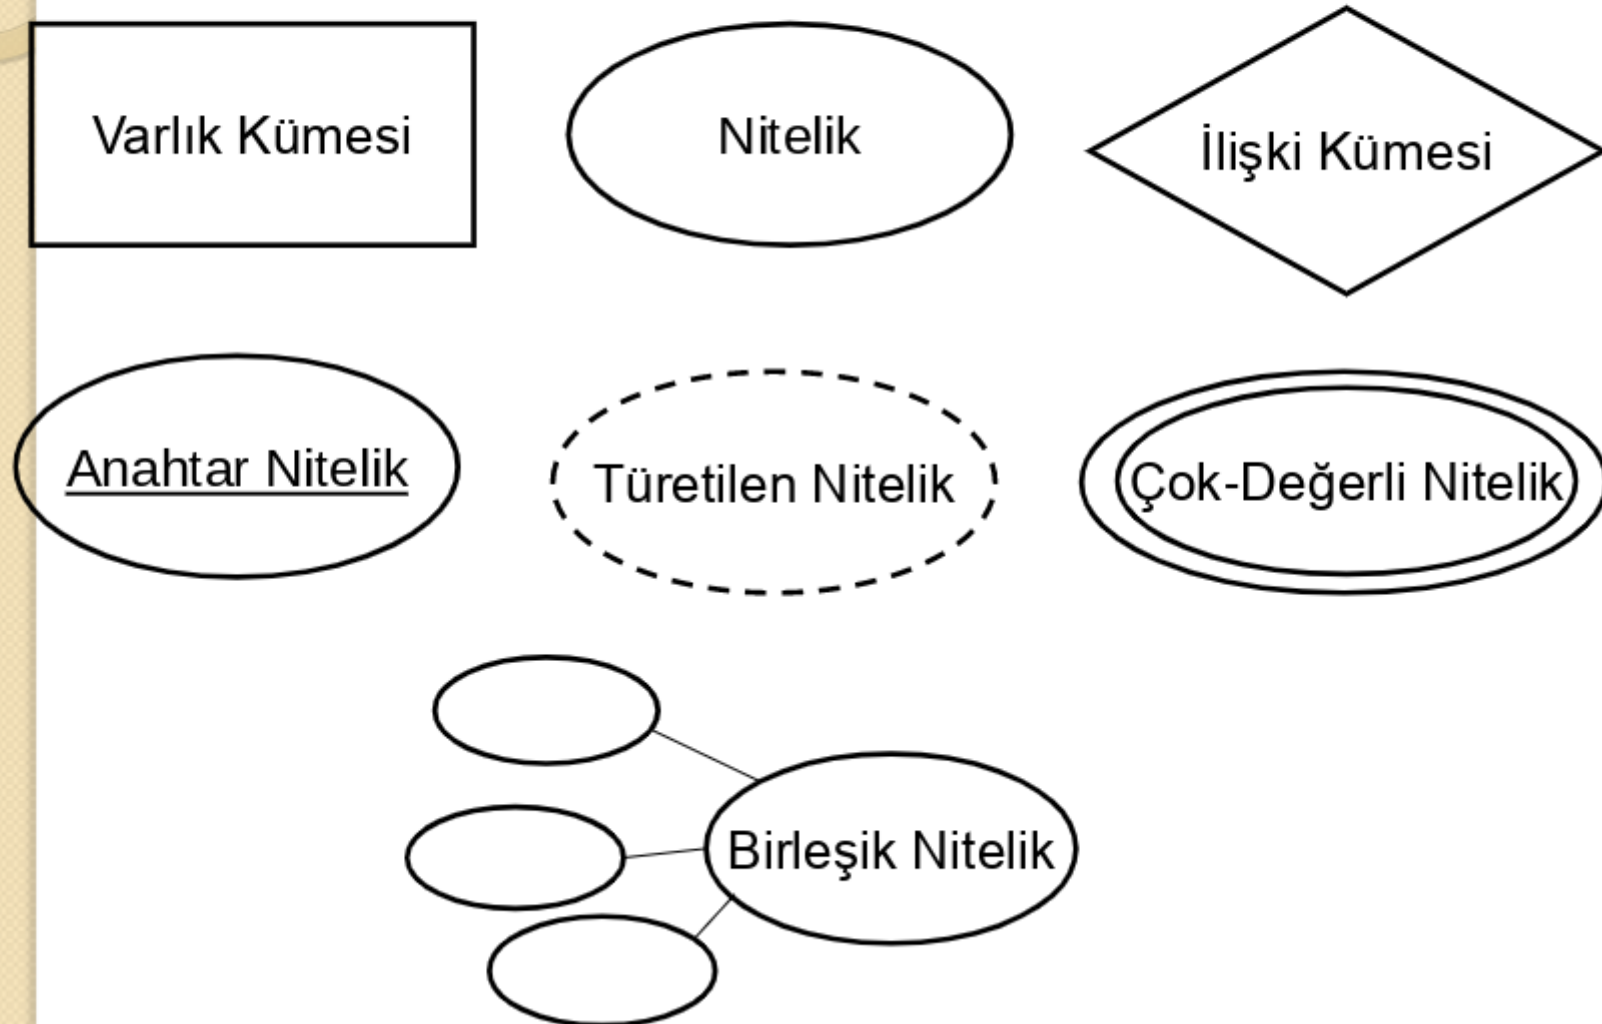 Varlık Kümesi
Nitelik
İlişki Kümesi
Anahtar Nitelik
Türetilen Nitelik
Çok-Değerli Nitelik
Birleşik Nitelik